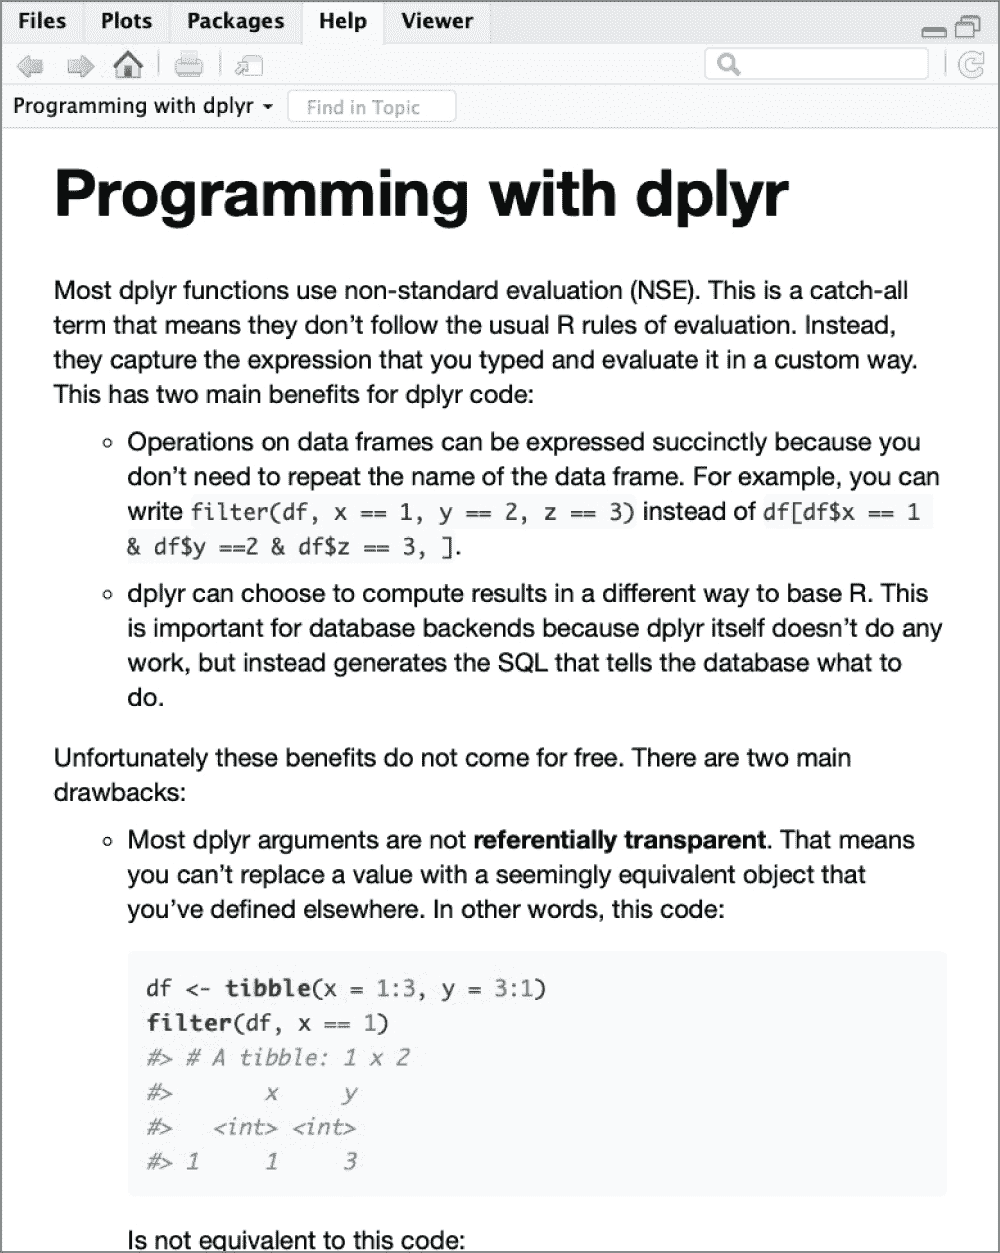 Files Plots Packages Help Viewer
Programming with dplyr Find in Topic
Programming with dplyr
Most dplyr functions use non-standard evaluation (NSE). This is a catch-all
term that means they don’t follow the usual R rules of evaluation. Instead,
they capture the expression that you typed and evaluate it in a custom way.
This has two main benefits for dplyr code:
◦ Operations on data frames can be expressed succinctly because you
don’t need to repeat the name of the data frame. For example, you can
write filter(df, x == 1, y == 2, z == 3) instead of df[df$x == 1
& df$y ==2 & df$z == 3, ].
◦ dplyr can choose to compute results in a different way to base R. This
is important for database backends because dplyr itself doesn’t do any
work, but instead generates the SQL that tells the database what to
do.
Unfortunately these benefits do not come for free. There are two main
drawbacks:
◦ Most dplyr arguments are not referentially transparent. That means
you can’t replace a value with a seemingly equivalent object that
you’ve defined elsewhere. In other words, this code:
df <- tibble(x = 1:3, y = 3:1)
filter(df, x == 1)
#> # A tibble: 1 x 2
#>       x     y
#>   <int> <int>
#> 1     1     3
Is not equivalent to this code: